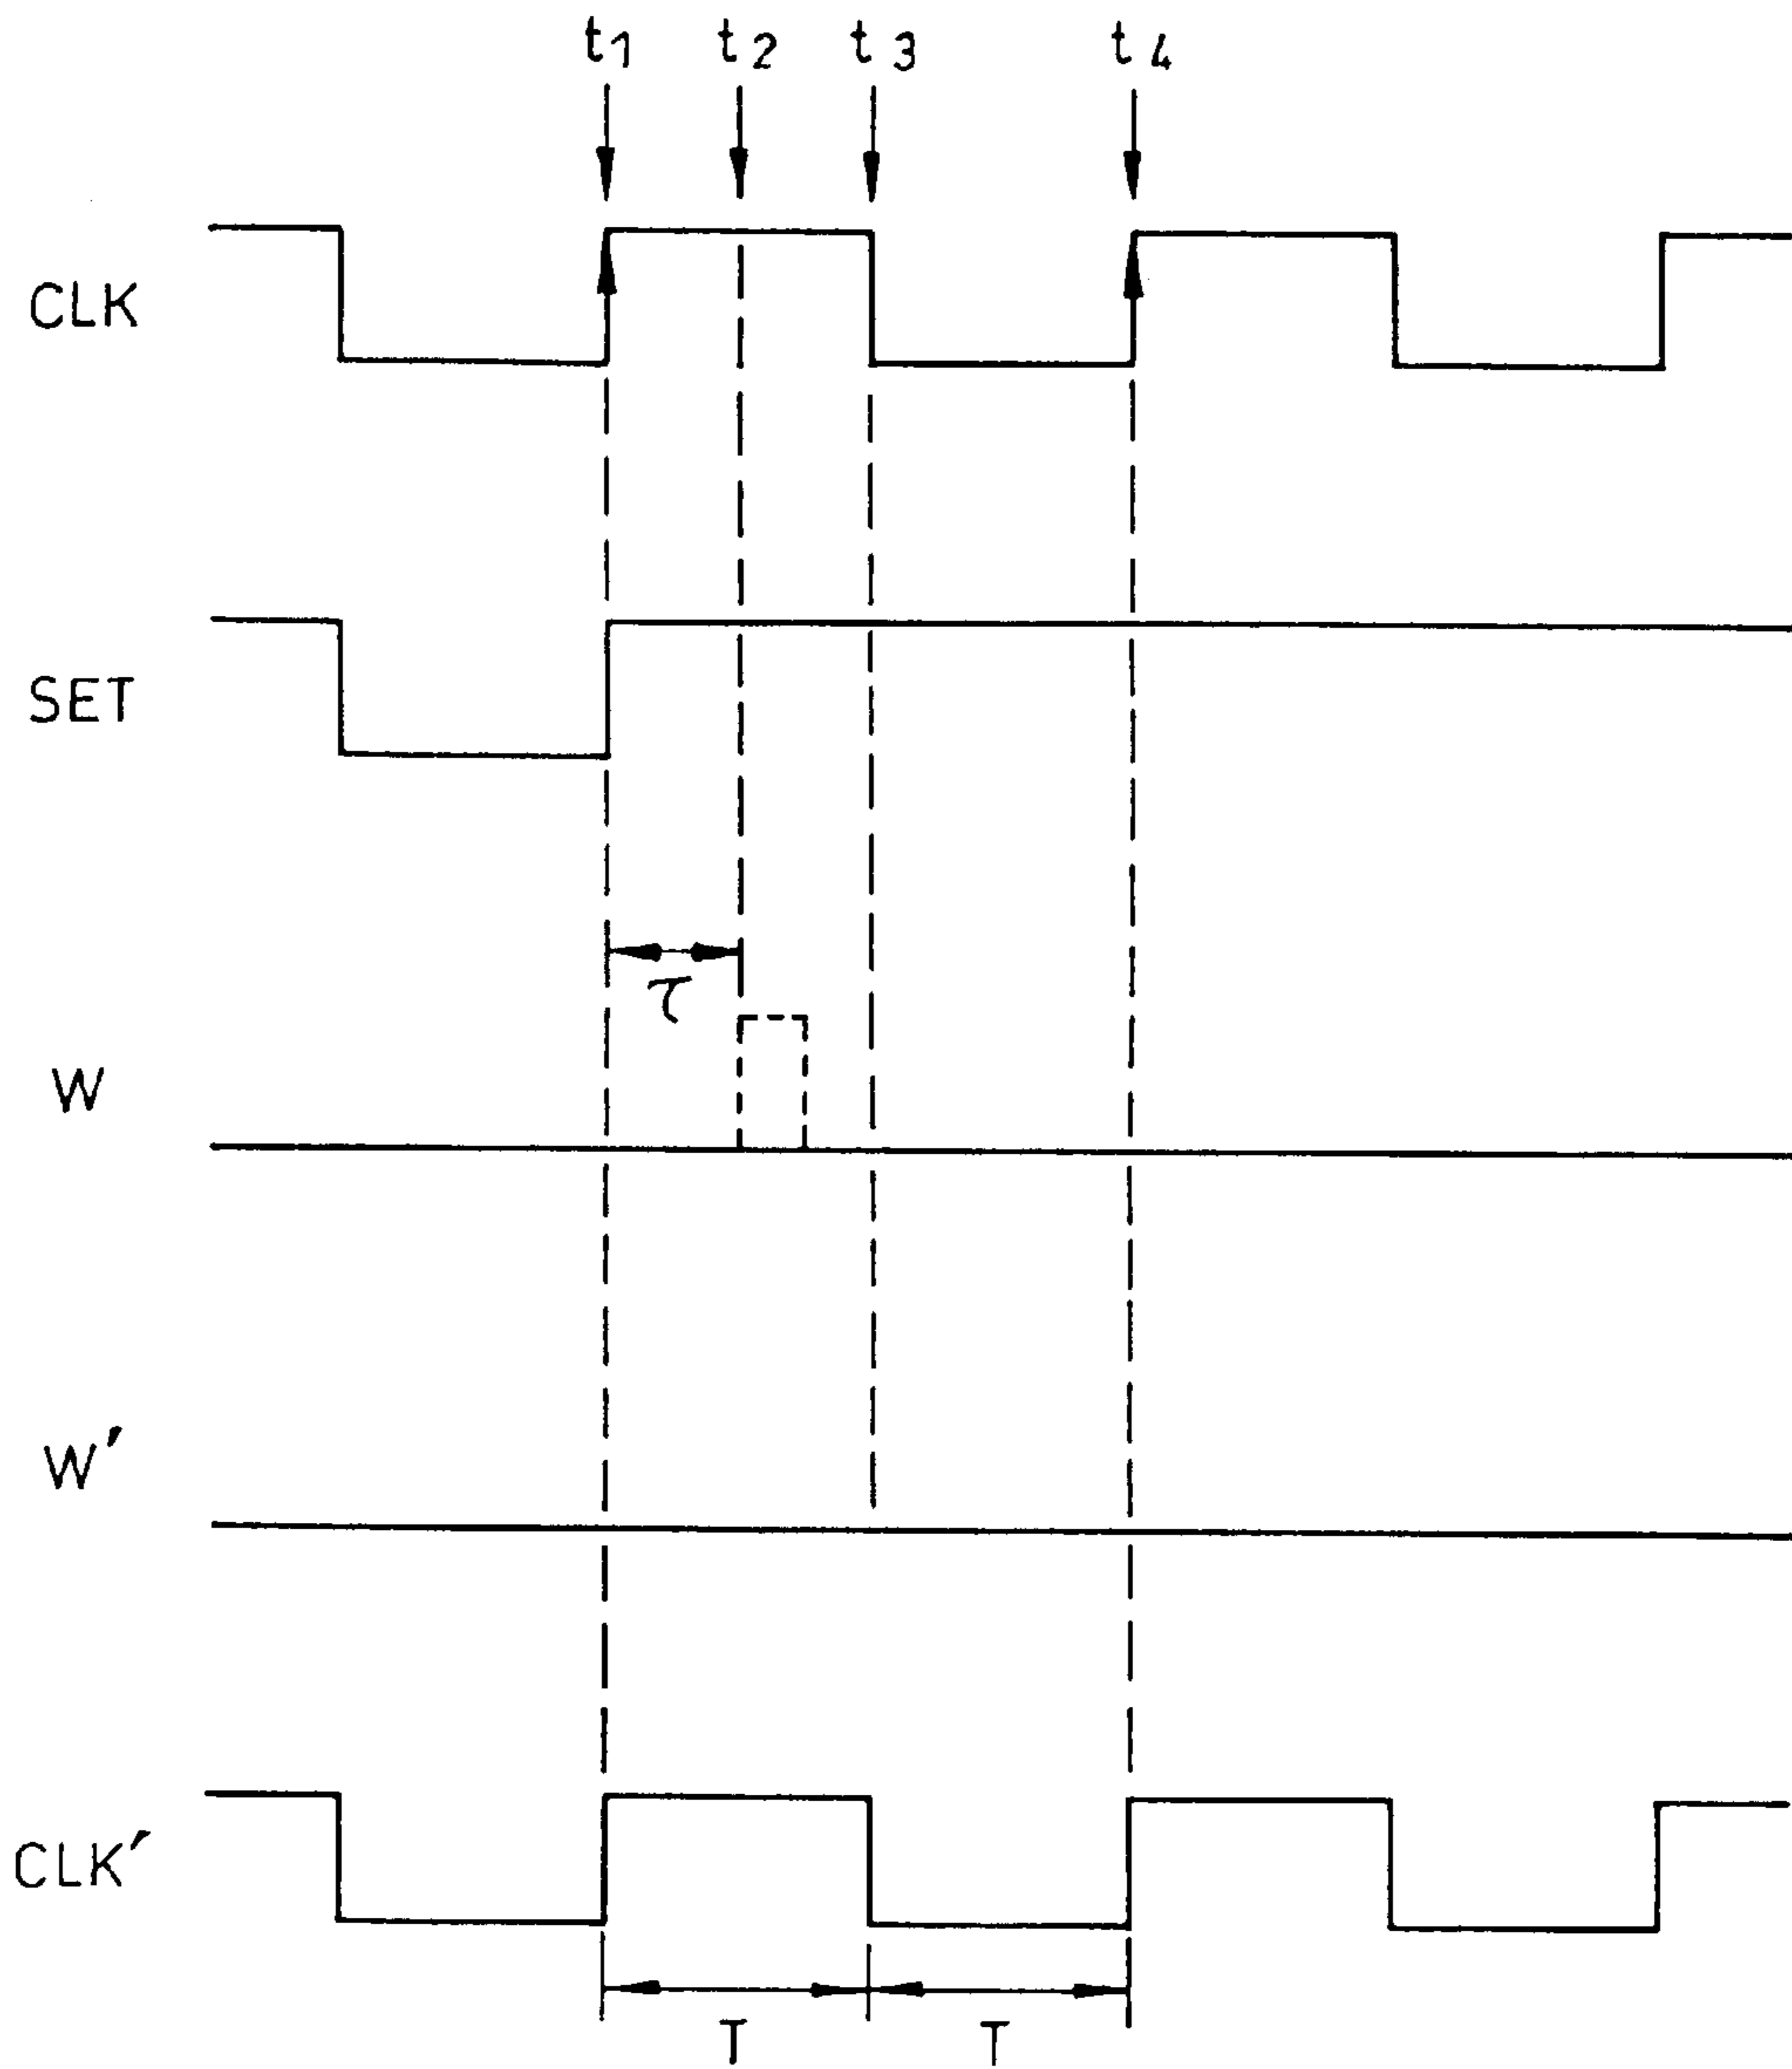 t1 t2 t3 t4
CLK
SET
τ
W
W′
CLK′
T T